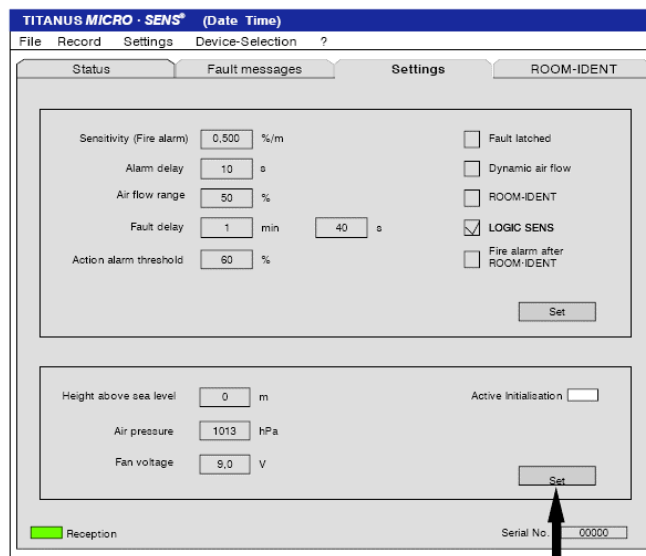 TITANUS MICRO · SENS® (Date Time)
File Record Settings Device-Selection ?
Status Fault messages Settings ROOM-IDENT
Sensitivity (Fire alarm) 0,500 %/m Fault latched
Alarm delay 10 s Dynamic air flow
Air flow range 50 % ROOM-IDENT
Fault delay 1 min 40 s LOGIC SENS
Action alarm threshold 60 % Fire alarm after
ROOM-IDENT
Set
Height above sea level 0 m Active Initialisation
Air pressure 1013 hPa
Fan voltage 9,0 V
Set
Reception Serial No. 00000